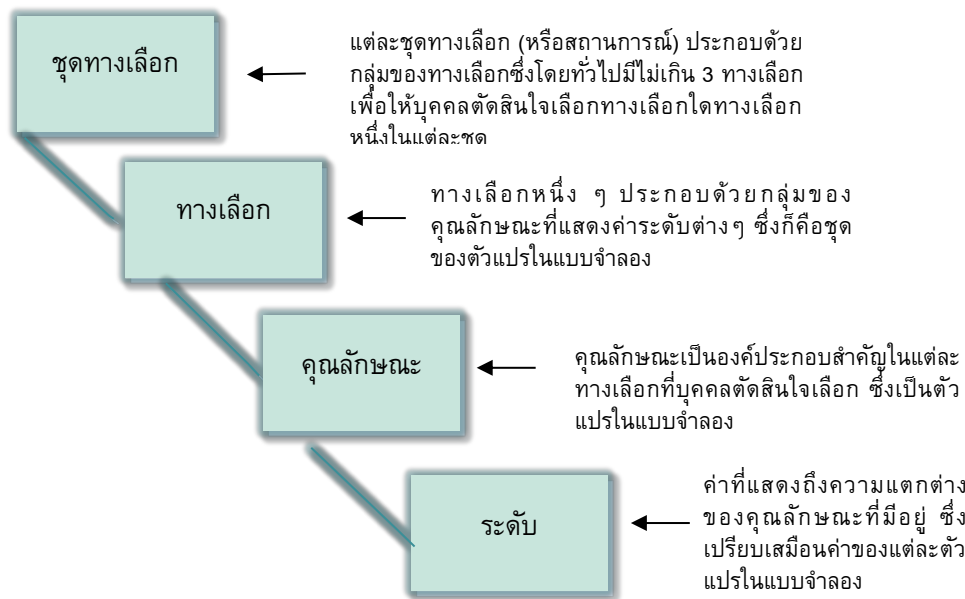 ชุดทางเลือก
แต่ละชุดทางเลือก (หรือสถานการณ์) ประกอบด้วย
กลุ่มของทางเลือกซึ่งโดยทั่วไปมีไม่เกิน 3 ทางเลือก
เพื่อให้บุคคลตัดสินใจเลือกทางเลือกใดทางเลือก
หนึ่งในแต่ละชุด
ทางเลือก
ทางเลือกหนึ่ง ๆ ประกอบด้วยกลุ่มของ
คุณลักษณะที่แสดงค่าระดับต่างๆ ซึ่งก็คือชุด
ของตัวแปรในแบบจำลอง
คุณลักษณะ
คุณลักษณะเป็นองค์ประกอบสำคัญในแต่ละ
ทางเลือกที่บุคคลตัดสินใจเลือก ซึ่งเป็นตัว
แปรในแบบจำลอง
ระดับ
ค่าที่แสดงถึงความแตกต่าง
ของคุณลักษณะที่มีอยู่ ซึ่ง
เปรียบเสมือนค่าของแต่ละตัว
แปรในแบบจำลอง